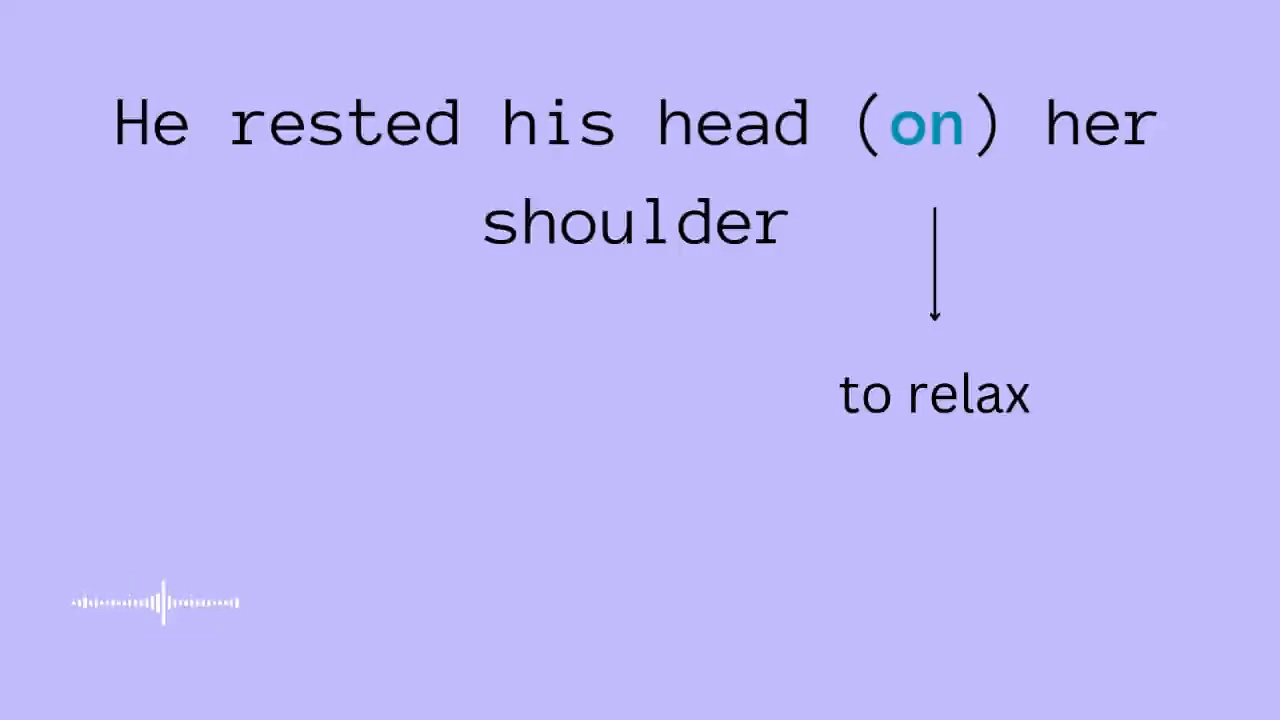 He rested his head (on) her
shoulder
to relax